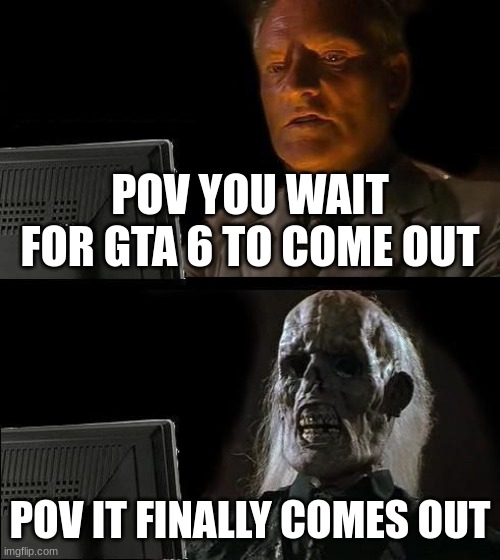 POV YOU WAIT
FOR GTA 6 TO COME OUT
POV IT FINALLY COMES OUT
imgflip.com